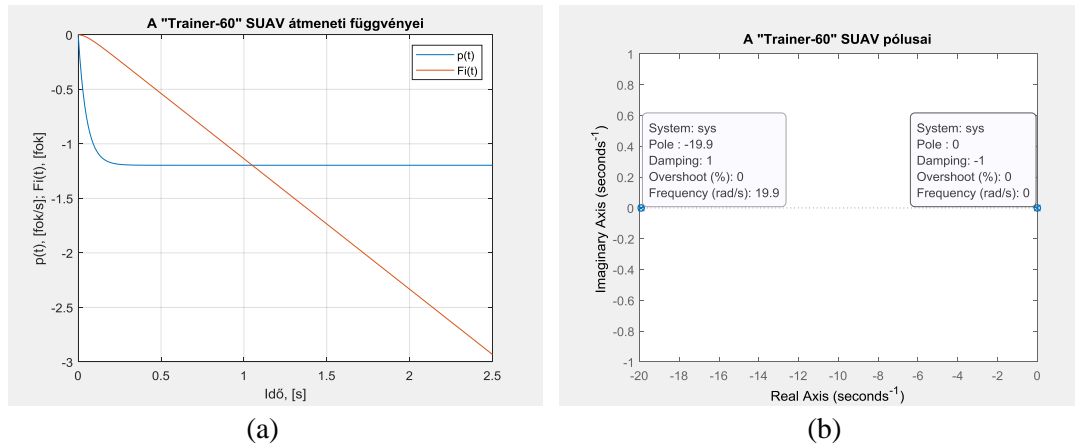 A "Trainer-60" SUAV átmeneti függvényei
p(t), [fok/s]; Fi(t), [fok]
0
-0.5
-1
-1.5
-2
-2.5
-3
p(t)
Fi(t)
0 0.5 1 1.5 2 2.5
Idő, [s]
(a)
A "Trainer-60" SUAV pólusai
Imaginary Axis (seconds⁻¹)
1
0.8
0.6
0.4
0.2
0
-0.2
-0.4
-0.6
-0.8
-1
System: sys
Pole : -19.9
Damping: 1
Overshoot (%): 0
Frequency (rad/s): 19.9
System: sys
Pole : 0
Damping: -1
Overshoot (%): 0
Frequency (rad/s): 0
-20 -18 -16 -14 -12 -10 -8 -6 -4 -2 0
Real Axis (seconds⁻¹)
(b)